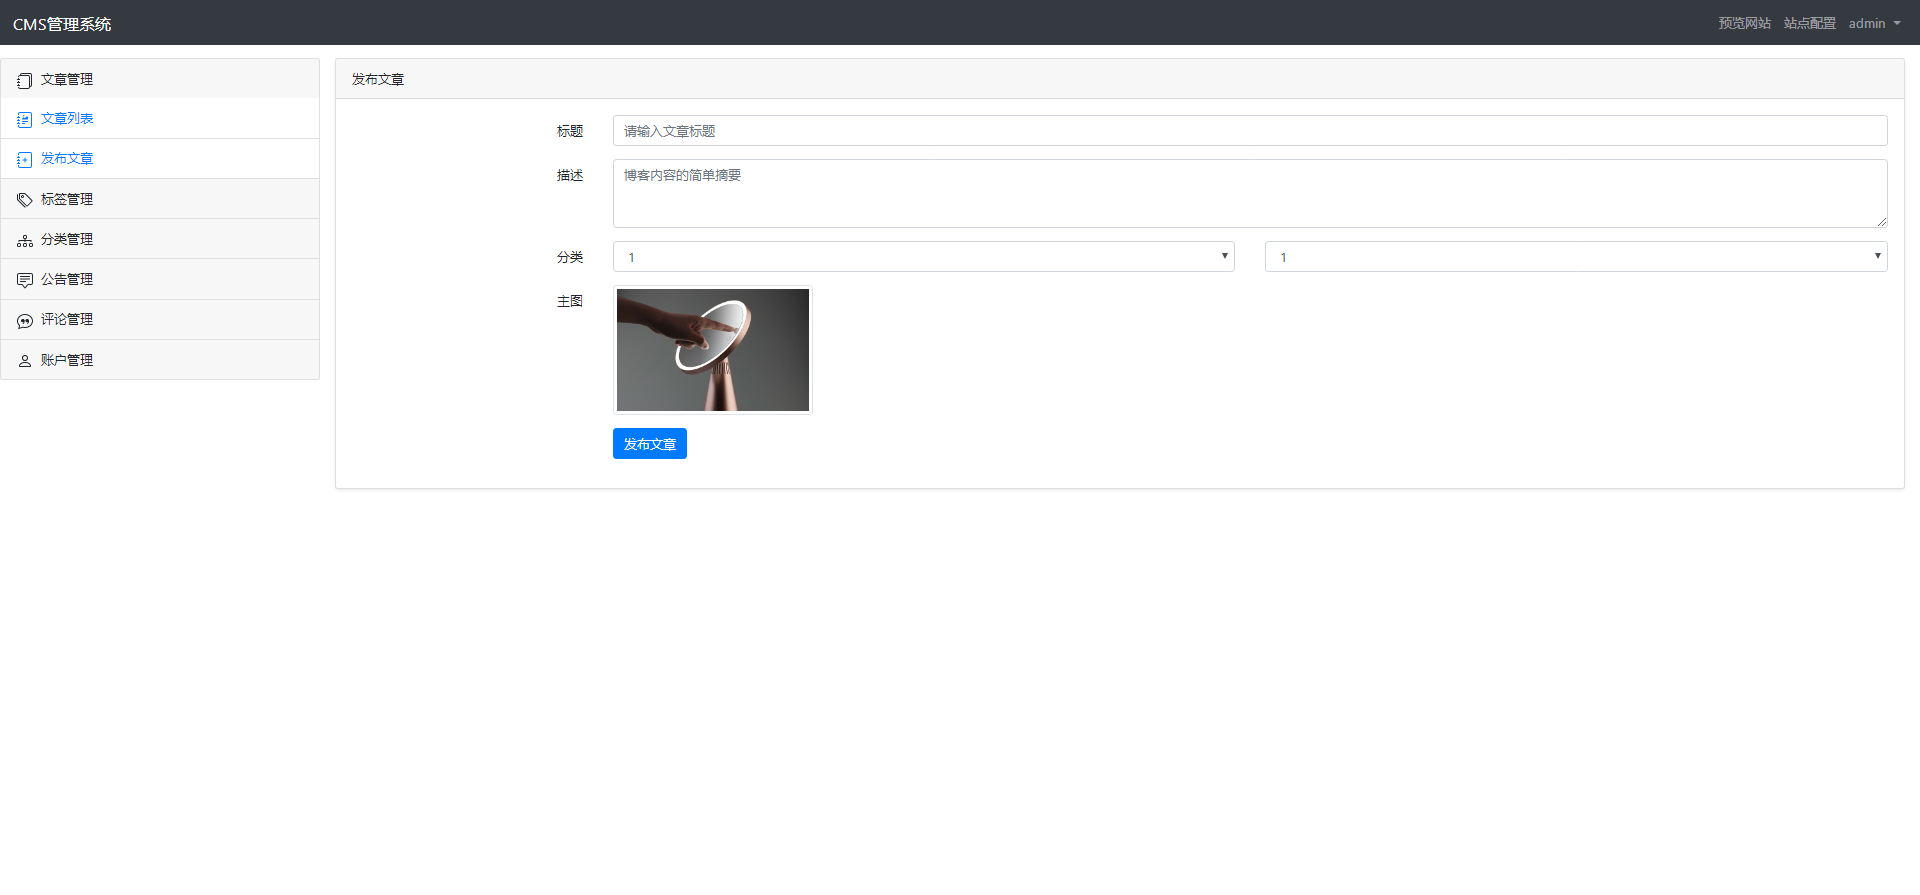 CMS管理系统
预览网站 站点配置 admin
文章管理
文章列表
发布文章
标签管理
分类管理
公告管理
评论管理
账户管理
发布文章
标题 请输入文章标题
描述 博客内容的简单摘要
分类 1 1
主图
发布文章